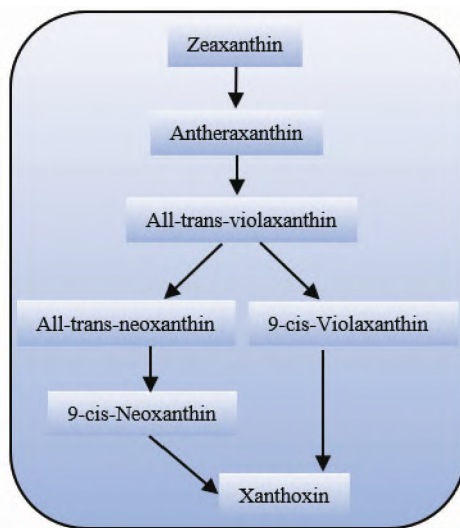 Zeaxanthin
Antheraxanthin
All-trans-violaxanthin
All-trans-neoxanthin
9-cis-Violaxanthin
9-cis-Neoxanthin
Xanthoxin